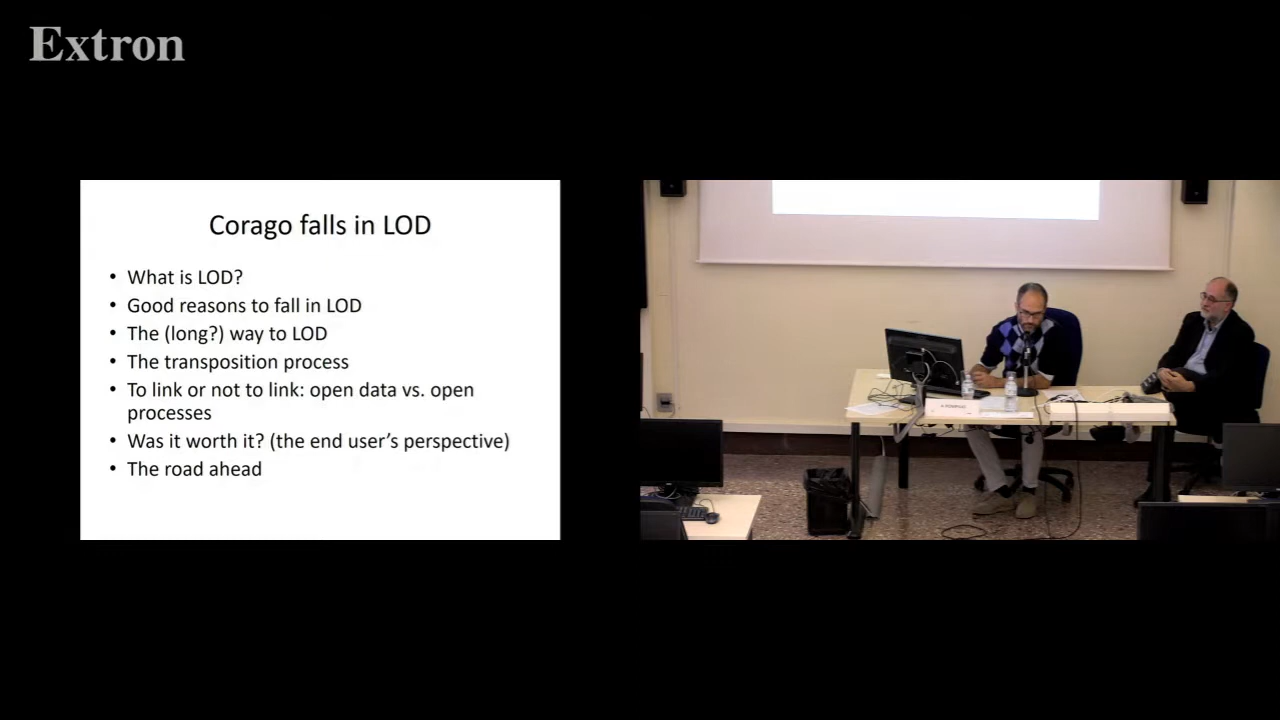 Extron
Corago falls in LOD
• What is LOD?
• Good reasons to fall in LOD
• The (long?) way to LOD
• The transposition process
• To link or not to link: open data vs. open
processes
• Was it worth it? (the end user's perspective)
• The road ahead